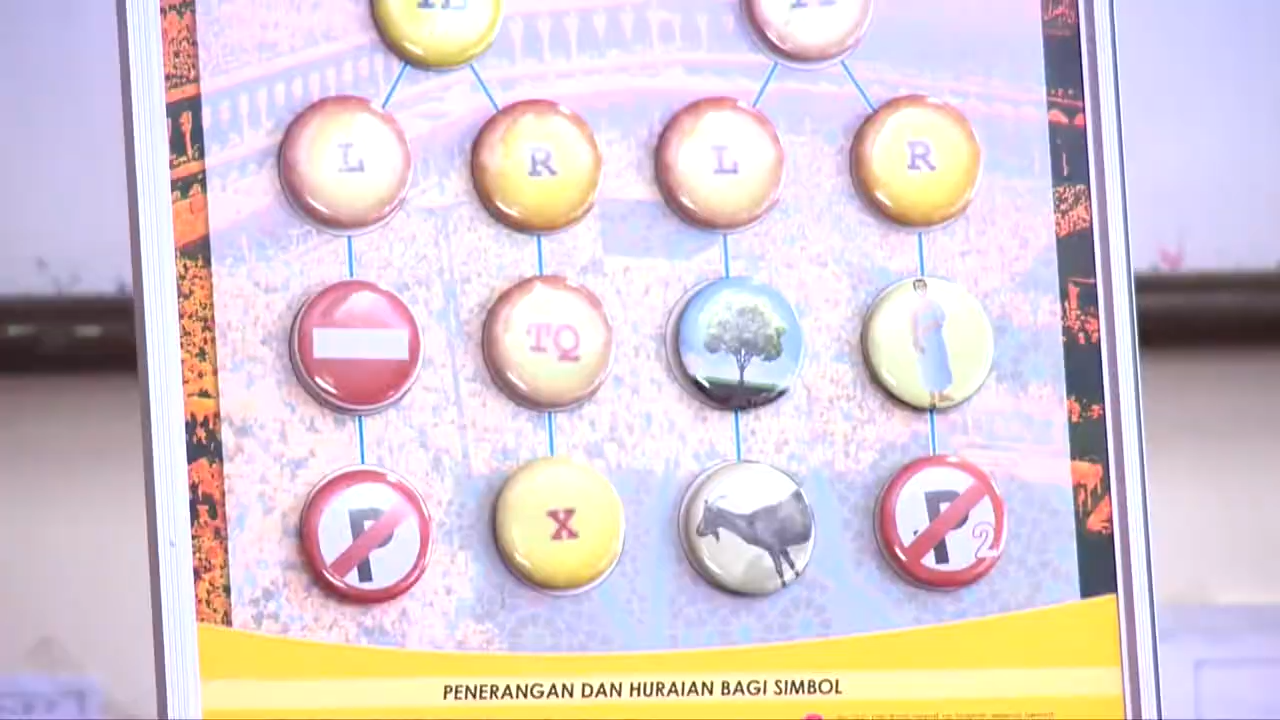 L R L R
TQ
P X P2
PENERANGAN DAN HURAIAN BAGI SIMBOL